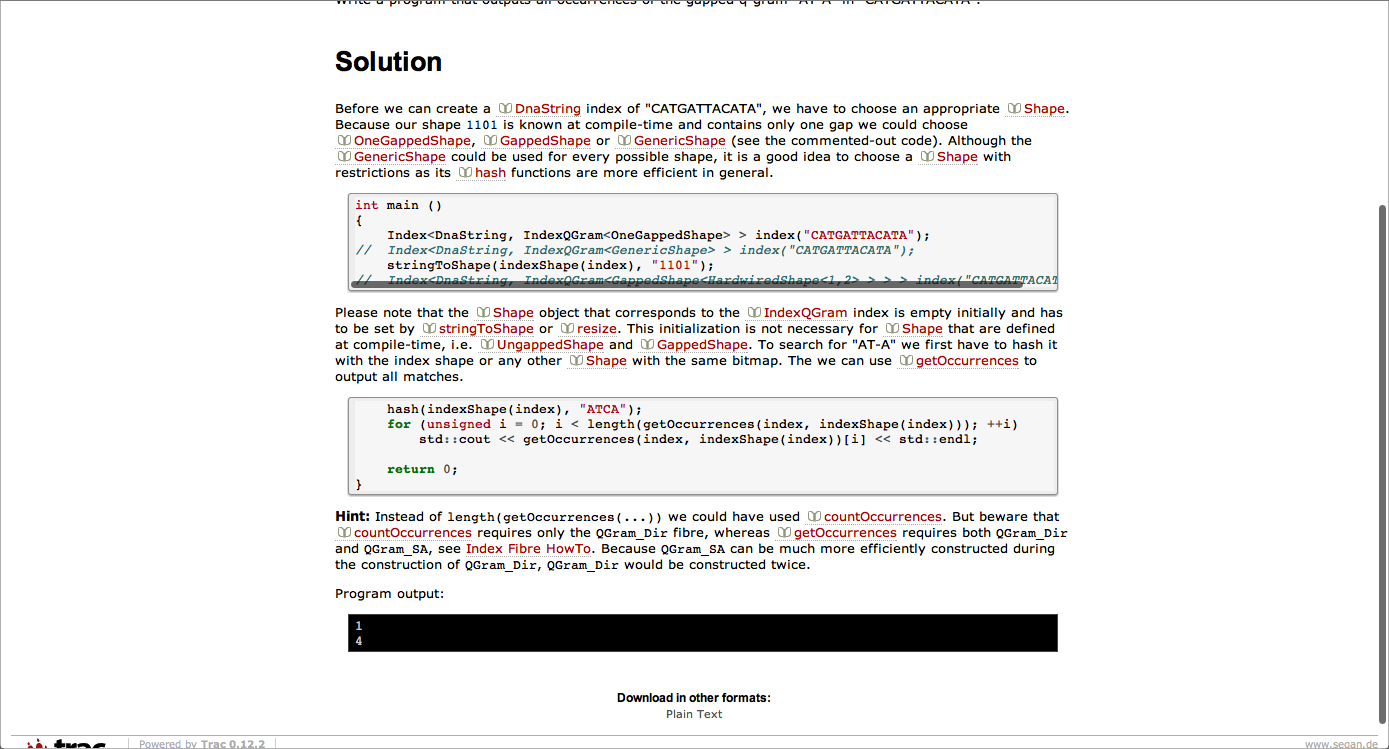 Write a program that outputs all occurrences of the gapped q-gram "AT-A" in "CATGATTACATA".
Solution
Before we can create a DnaString index of "CATGATTACATA", we have to choose an appropriate Shape.
Because our shape 1101 is known at compile-time and contains only one gap we could choose
OneGappedShape, GappedShape or GenericShape (see the commented-out code). Although the
GenericShape could be used for every possible shape, it is a good idea to choose a Shape with
restrictions as its hash functions are more efficient in general.
int main ()
{
    Index<DnaString, IndexQGram<OneGappedShape> > index("CATGATTACATA");
//  Index<DnaString, IndexQGram<GenericShape> > index("CATGATTACATA");
    stringToShape(indexShape(index), "1101");
//  Index<DnaString, IndexQGram<GappedShape<HardwiredShape<1,2> > > > index("CATGATTACAT
Please note that the Shape object that corresponds to the IndexQGram index is empty initially and has
to be set by stringToShape or resize. This initialization is not necessary for Shape that are defined
at compile-time, i.e. UngappedShape and GappedShape. To search for "AT-A" we first have to hash it
with the index shape or any other Shape with the same bitmap. The we can use getOccurrences to
output all matches.
    hash(indexShape(index), "ATCA");
    for (unsigned i = 0; i < length(getOccurrences(index, indexShape(index))); ++i)
        std::cout << getOccurrences(index, indexShape(index))[i] << std::endl;
    return 0;
}
Hint: Instead of length(getOccurrences(...)) we could have used countOccurrences. But beware that
countOccurrences requires only the QGram_Dir fibre, whereas getOccurrences requires both QGram_Dir
and QGram_SA, see Index Fibre HowTo. Because QGram_SA can be much more efficiently constructed during
the construction of QGram_Dir, QGram_Dir would be constructed twice.
Program output:
1
4
Download in other formats:
Plain Text
trac Powered by Trac 0.12.2 www.seqan.de